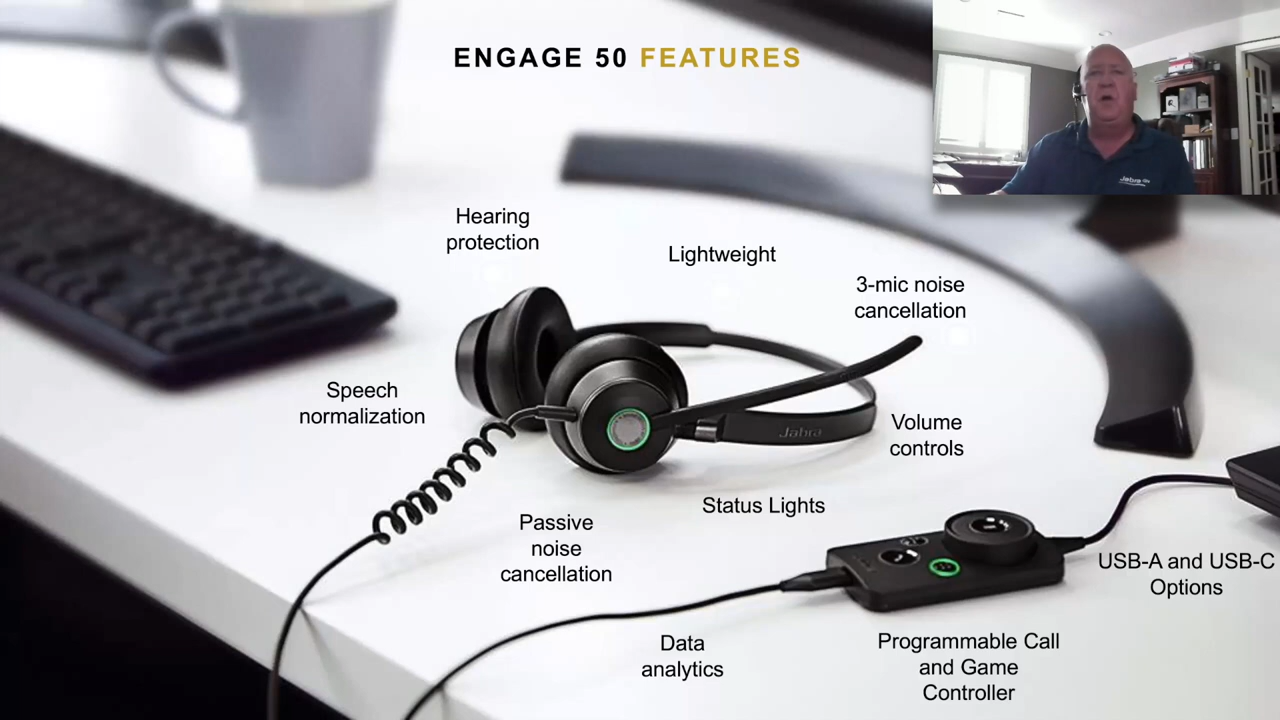 ENGAGE 50 FEATURES
Jabra
Hearing
protection
Lightweight
3-mic noise
cancellation
Speech
normalization
Jabra
Volume
controls
Status Lights
Passive
noise
cancellation
USB-A and USB-C
Options
Data
analytics
Programmable Call
and Game
Controller